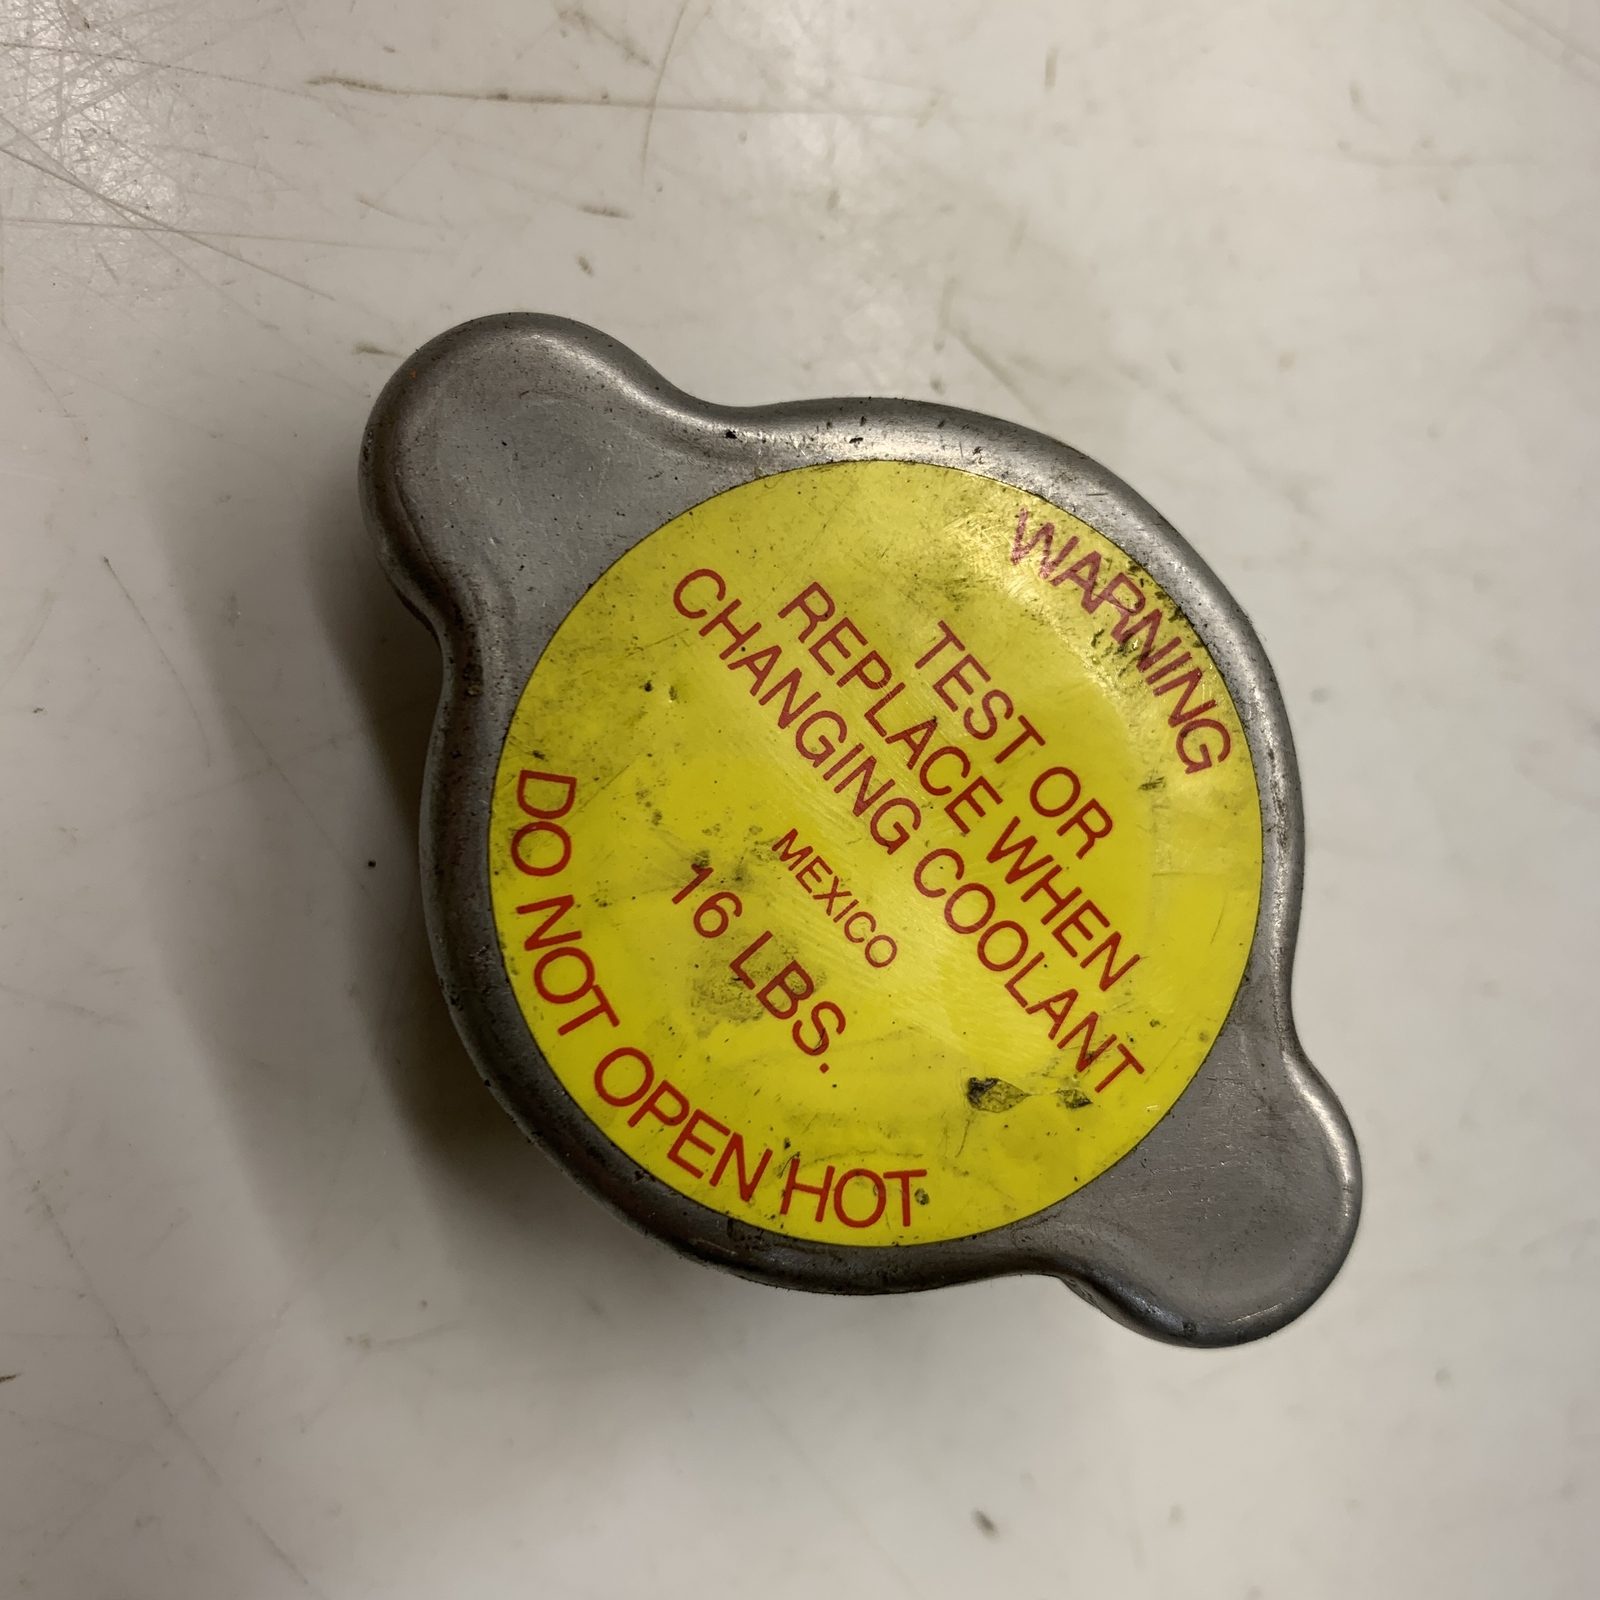 WARNING
TEST OR
REPLACE WHEN
CHANGING COOLANT
MEXICO
16 LBS.
DO NOT OPEN HOT